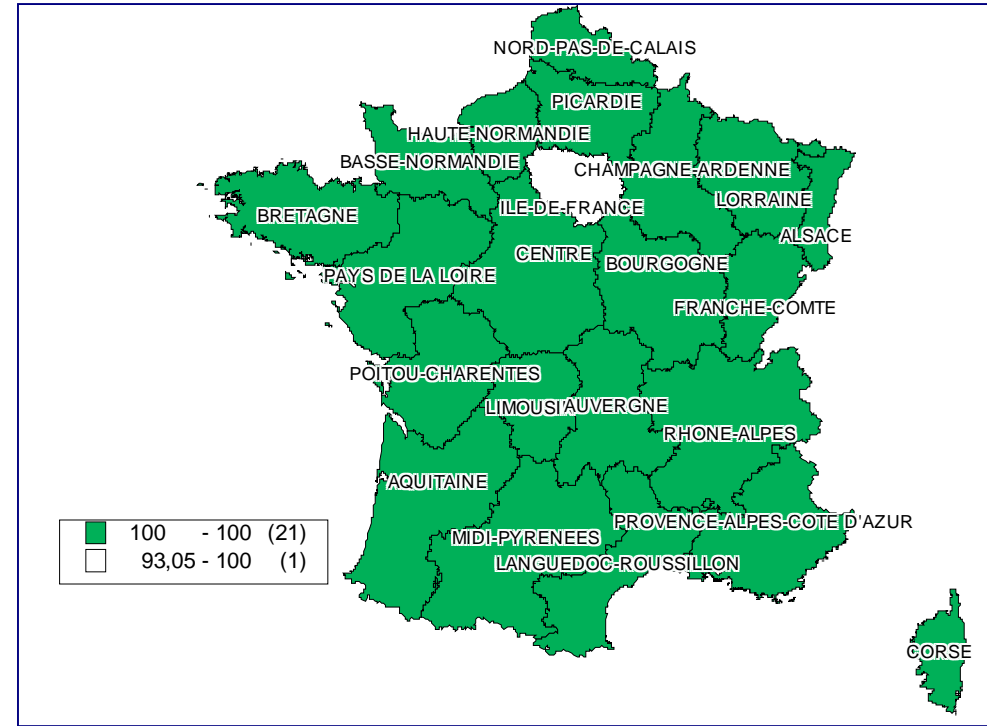 NORD-PAS-DE-CALAIS
PICARDIE
HAUTE-NORMANDIE
BASSE-NORMANDIE
CHAMPAGNE-ARDENNE
LORRAINE
ILE-DE-FRANCE
BRETAGNE
ALSACE
CENTRE
BOURGOGNE
PAYS DE LA LOIRE
FRANCHE-COMTE
POITOU-CHARENTES
LIMOUSI
AUVERGNE
RHONE-ALPES
AQUITAINE
PROVENCE-ALPES-COTE D'AZUR
MIDI-PYRENEES
LANGUEDOC-ROUSSILLON
CORSE
100 - 100 (21)
93,05 - 100 (1)